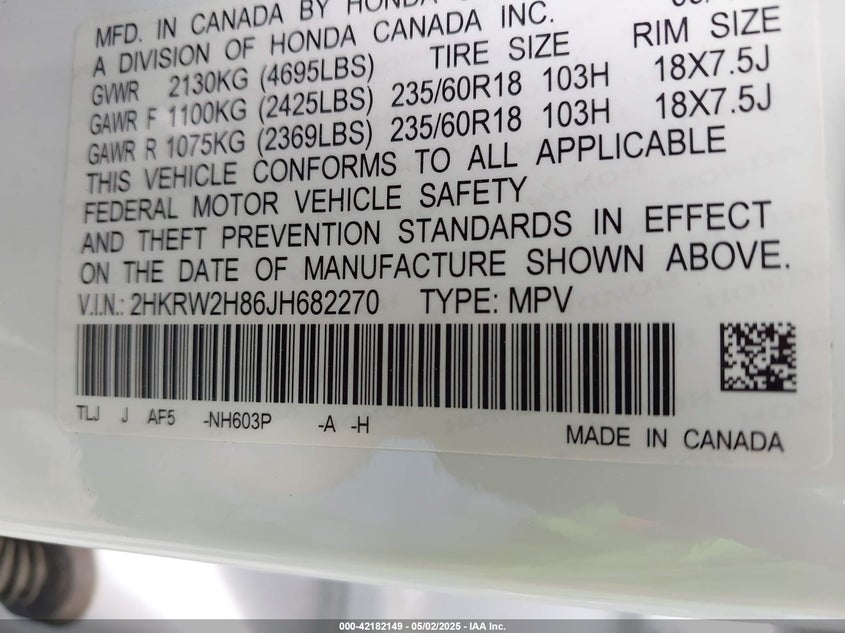 MFD. IN CANADA BY HONDA
A DIVISION OF HONDA CANADA INC.
TIRE SIZE RIM SIZE
GVWR 2130KG (4695LBS)
GAWR F 1100KG (2425LBS) 235/60R18 103H 18X7.5J
GAWR R 1075KG (2369LBS) 235/60R18 103H 18X7.5J
THIS VEHICLE CONFORMS TO ALL APPLICABLE
FEDERAL MOTOR VEHICLE SAFETY
AND THEFT PREVENTION STANDARDS IN EFFECT
ON THE DATE OF MANUFACTURE SHOWN ABOVE.
V.I.N.: 2HKRW2H86JH682270 TYPE: MPV
TLJ J AF5 -NH603P -A -H
MADE IN CANADA
000-42182149 - 05/02/2025 - IAA Inc.